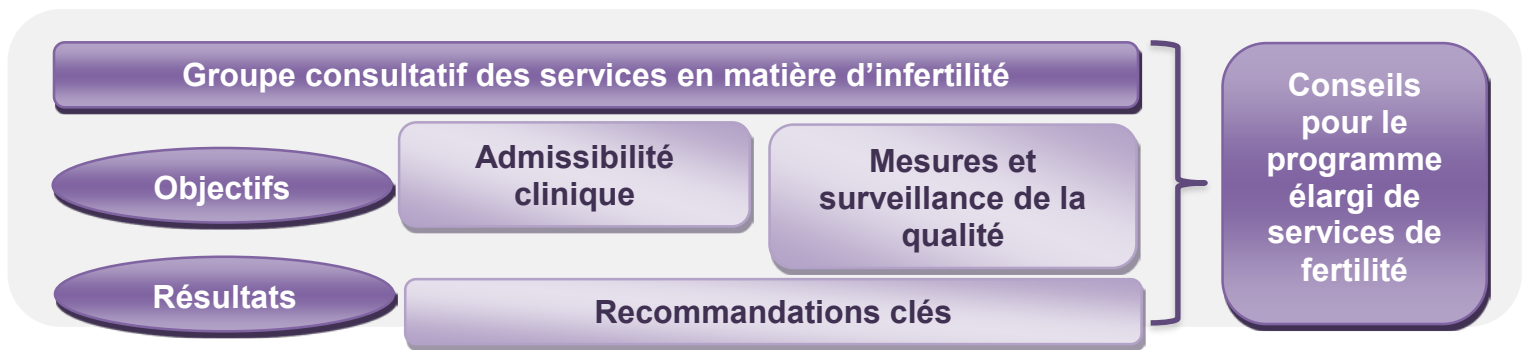 Groupe consultatif des services en matière d’infertilité
Objectifs
Admissibilité
clinique
Mesures et
surveillance de la
qualité
Résultats
Recommandations clés
Conseils
pour le
programme
élargi de
services de
fertilité